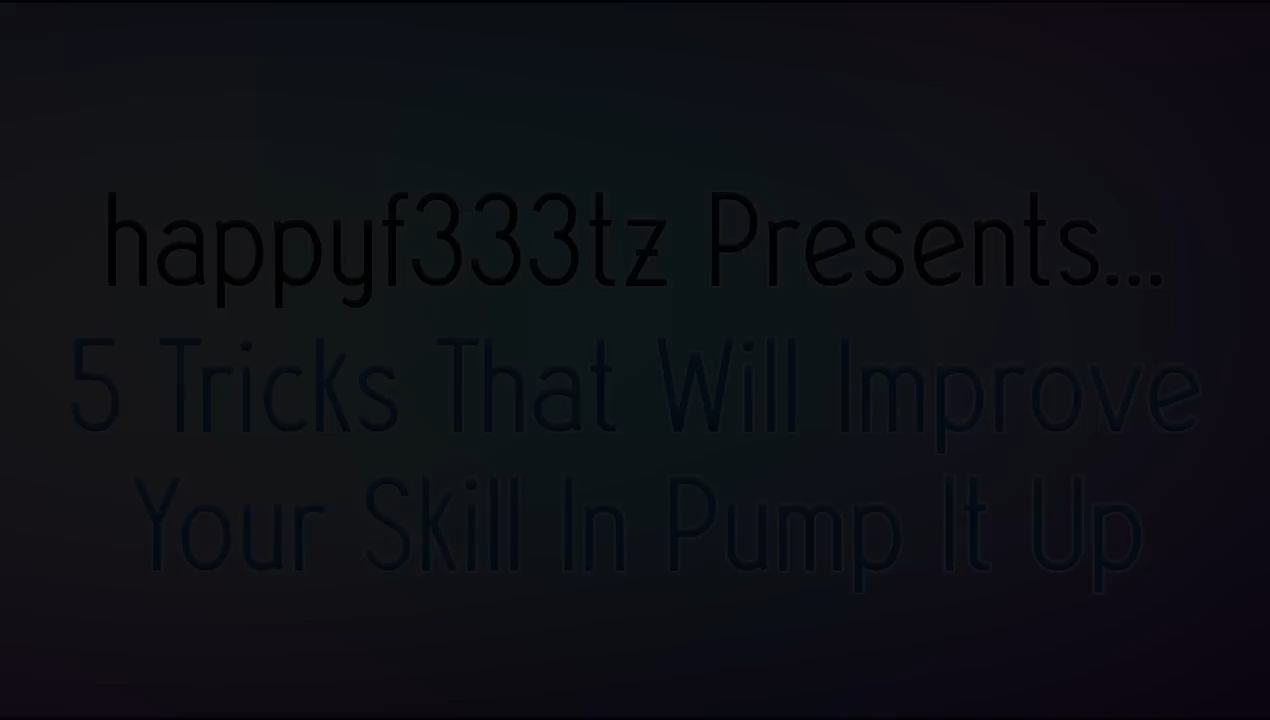 happyf333tz Presents...
5 Tricks That Will Improve
Your Skill In Pump It Up